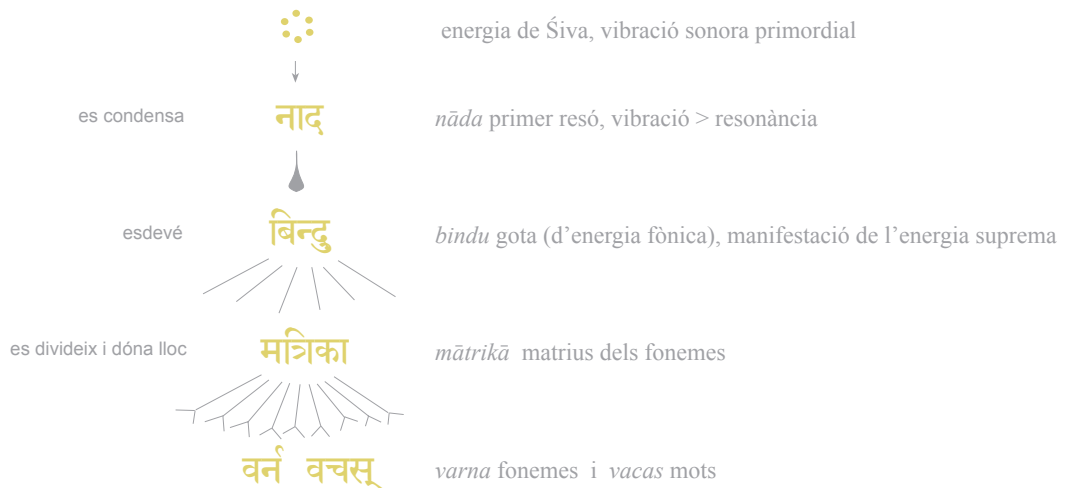 energia de Śiva, vibració sonora primordial
es condensa नाद nāda primer resó, vibració > resonància
esdevé बिन्दु bindu gota (d’energia fònica), manifestació de l’energia suprema
es divideix i dóna lloc मत्रिका mātrikā matrius dels fonemes
वर्न वचस् varna fonemes i vacas mots